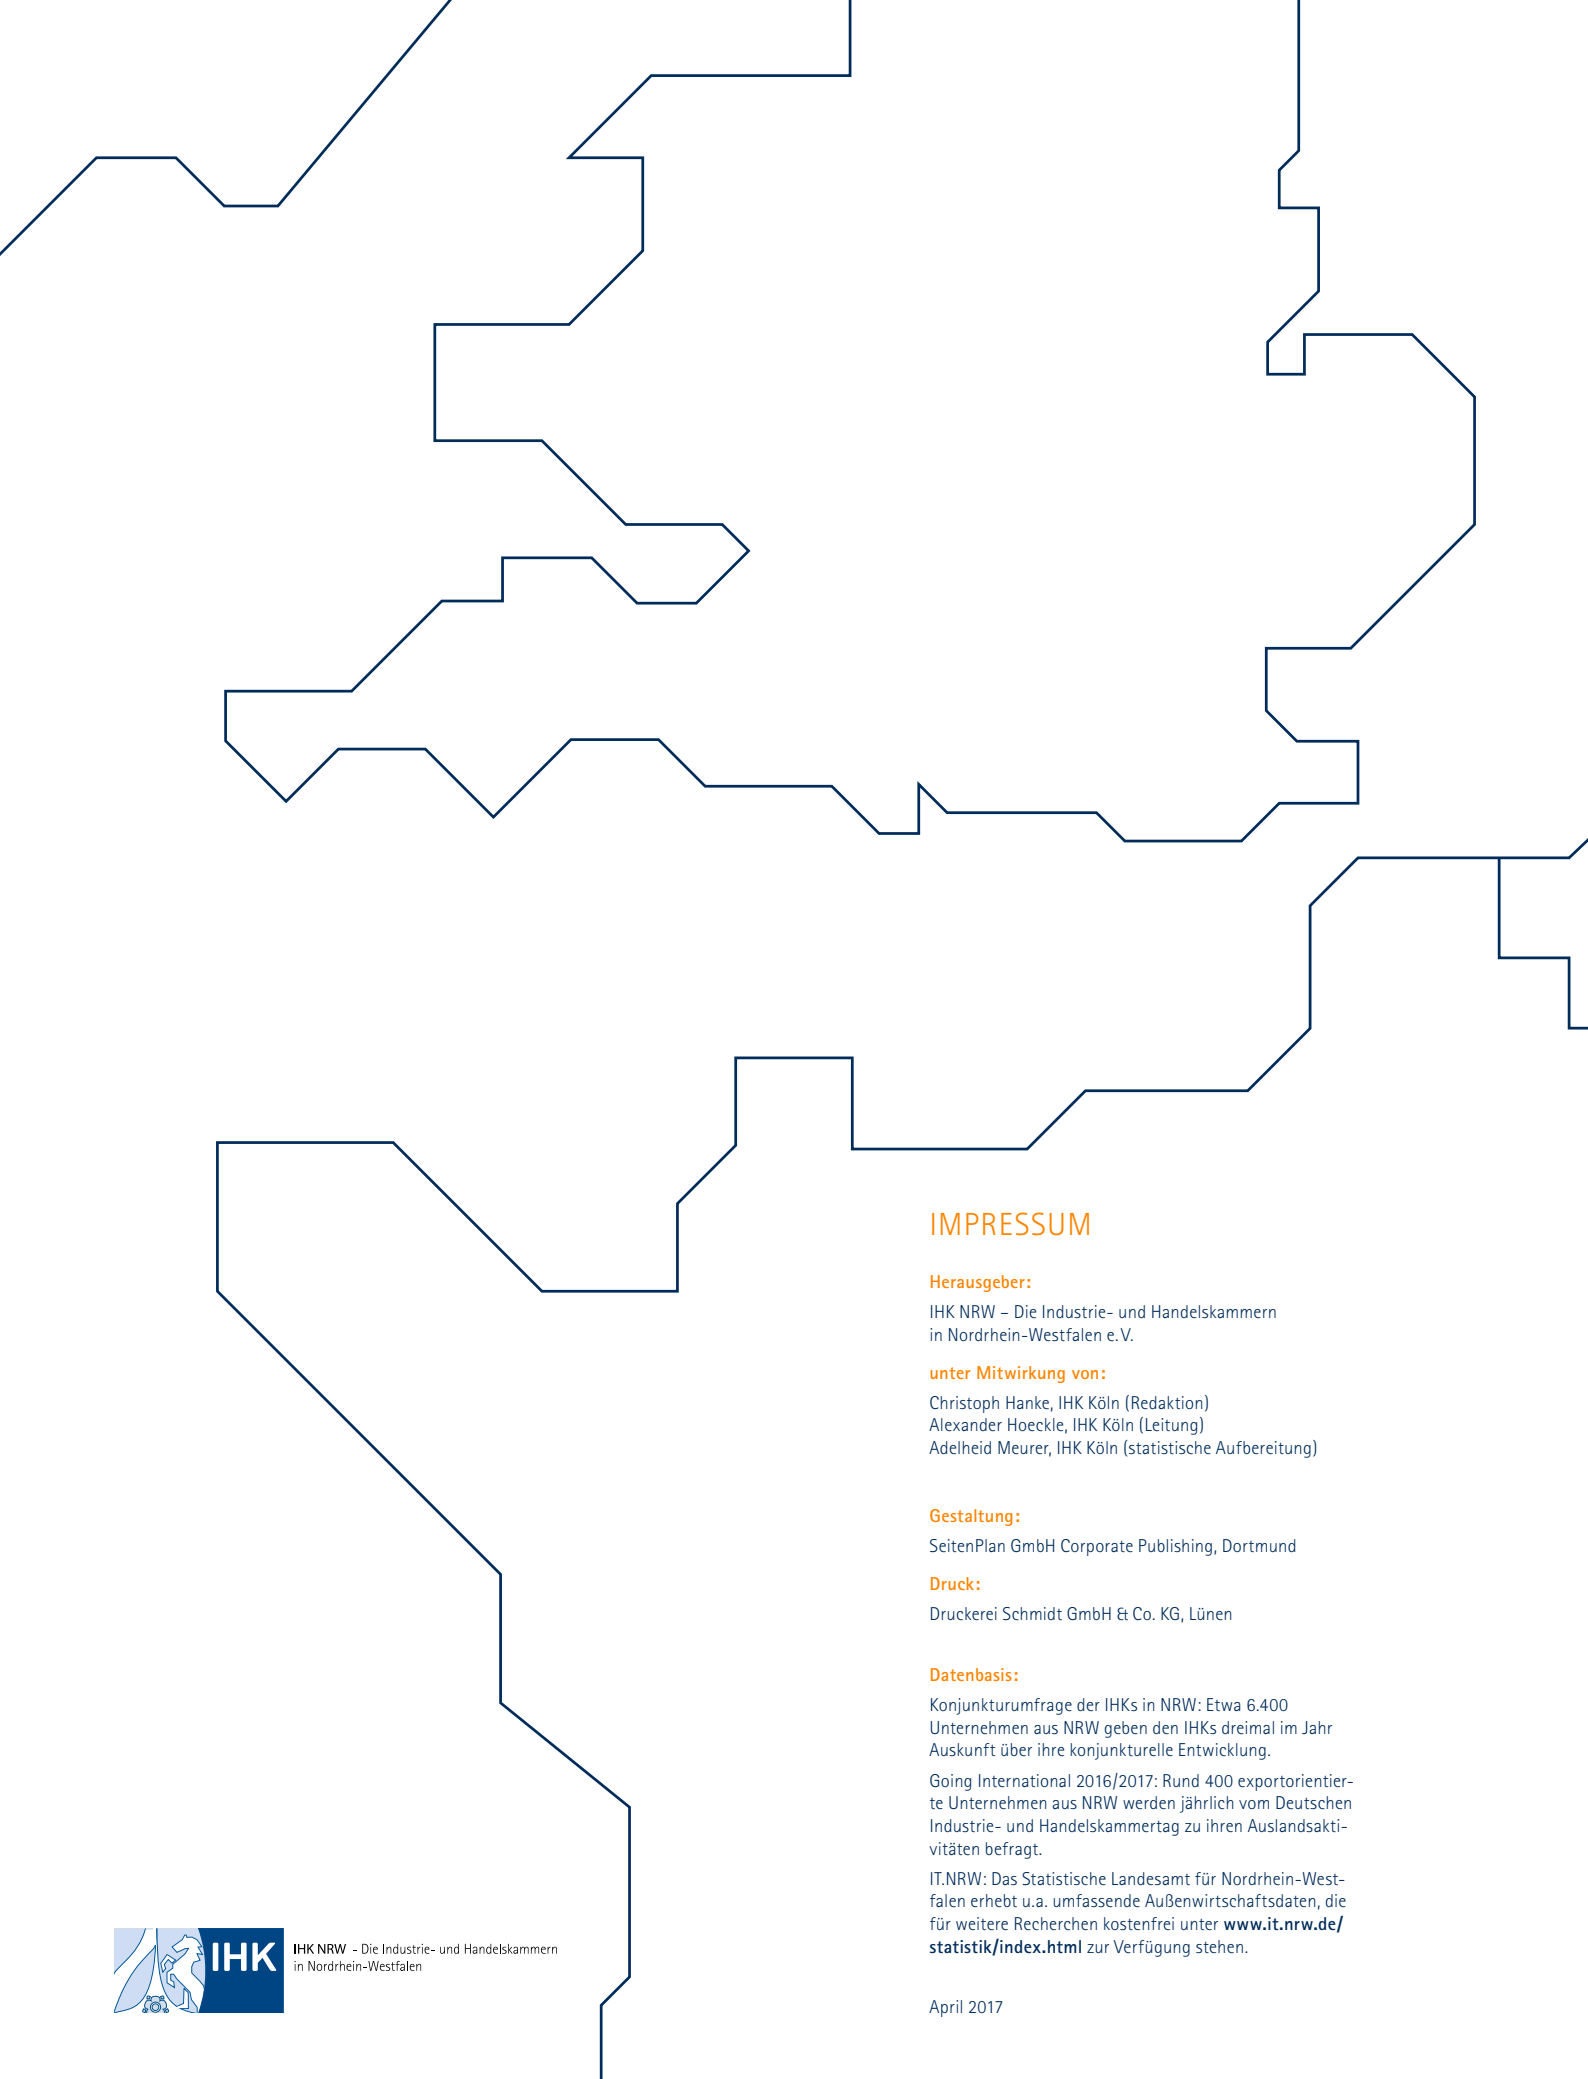 IMPRESSUM
Herausgeber:
IHK NRW – Die Industrie- und Handelskammern
in Nordrhein-Westfalen e.V.
unter Mitwirkung von:
Christoph Hanke, IHK Köln (Redaktion)
Alexander Hoeckle, IHK Köln (Leitung)
Adelheid Meurer, IHK Köln (statistische Aufbereitung)
Gestaltung:
SeitenPlan GmbH Corporate Publishing, Dortmund
Druck:
Druckerei Schmidt GmbH & Co. KG, Lünen
Datenbasis:
Konjunkturumfrage der IHKs in NRW: Etwa 6.400
Unternehmen aus NRW geben den IHKs dreimal im Jahr
Auskunft über ihre konjunkturelle Entwicklung.
Going International 2016/2017: Rund 400 exportorientier-
te Unternehmen aus NRW werden jährlich vom Deutschen
Industrie- und Handelskammertag zu ihren Auslandsakti-
vitäten befragt.
IT.NRW: Das Statistische Landesamt für Nordrhein-West-
falen erhebt u.a. umfassende Außenwirtschaftsdaten, die
für weitere Recherchen kostenfrei unter www.it.nrw.de/
statistik/index.html zur Verfügung stehen.
April 2017
IHK
IHK NRW - Die Industrie- und Handelskammern
in Nordrhein-Westfalen